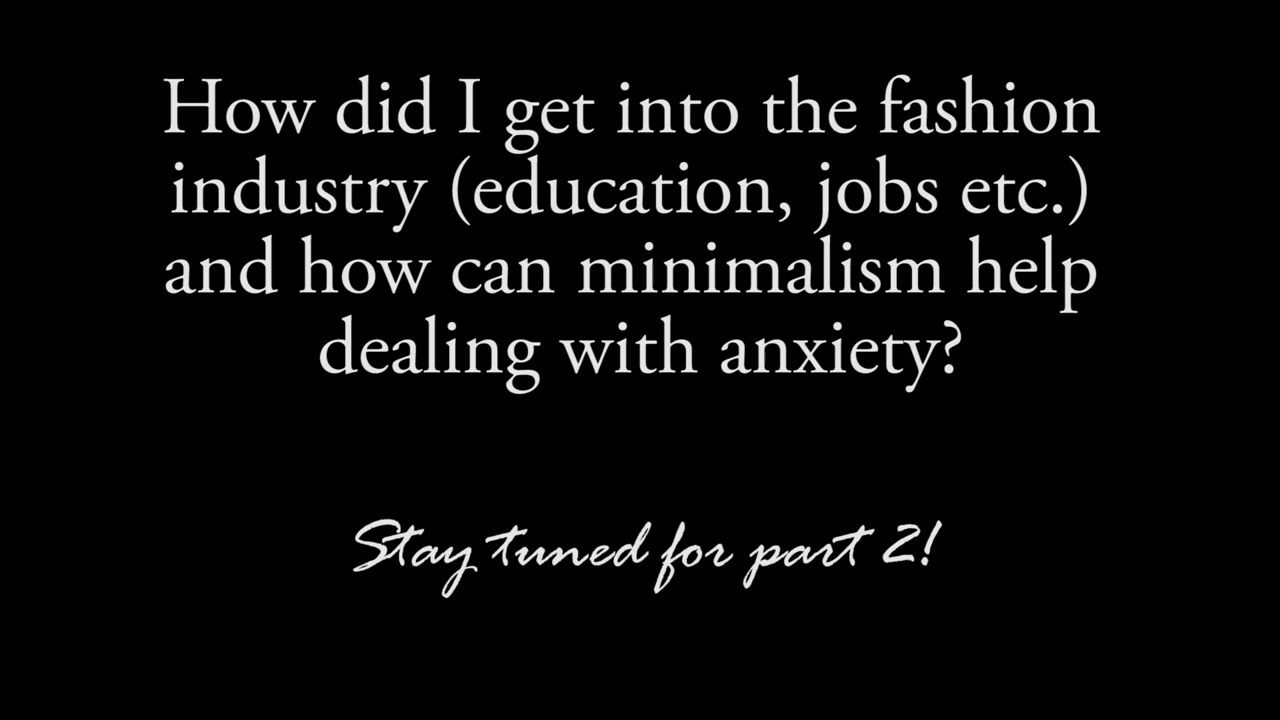 How did I get into the fashion
industry (education, jobs etc.)
and how can minimalism help
dealing with anxiety?
Stay tuned for part 2!